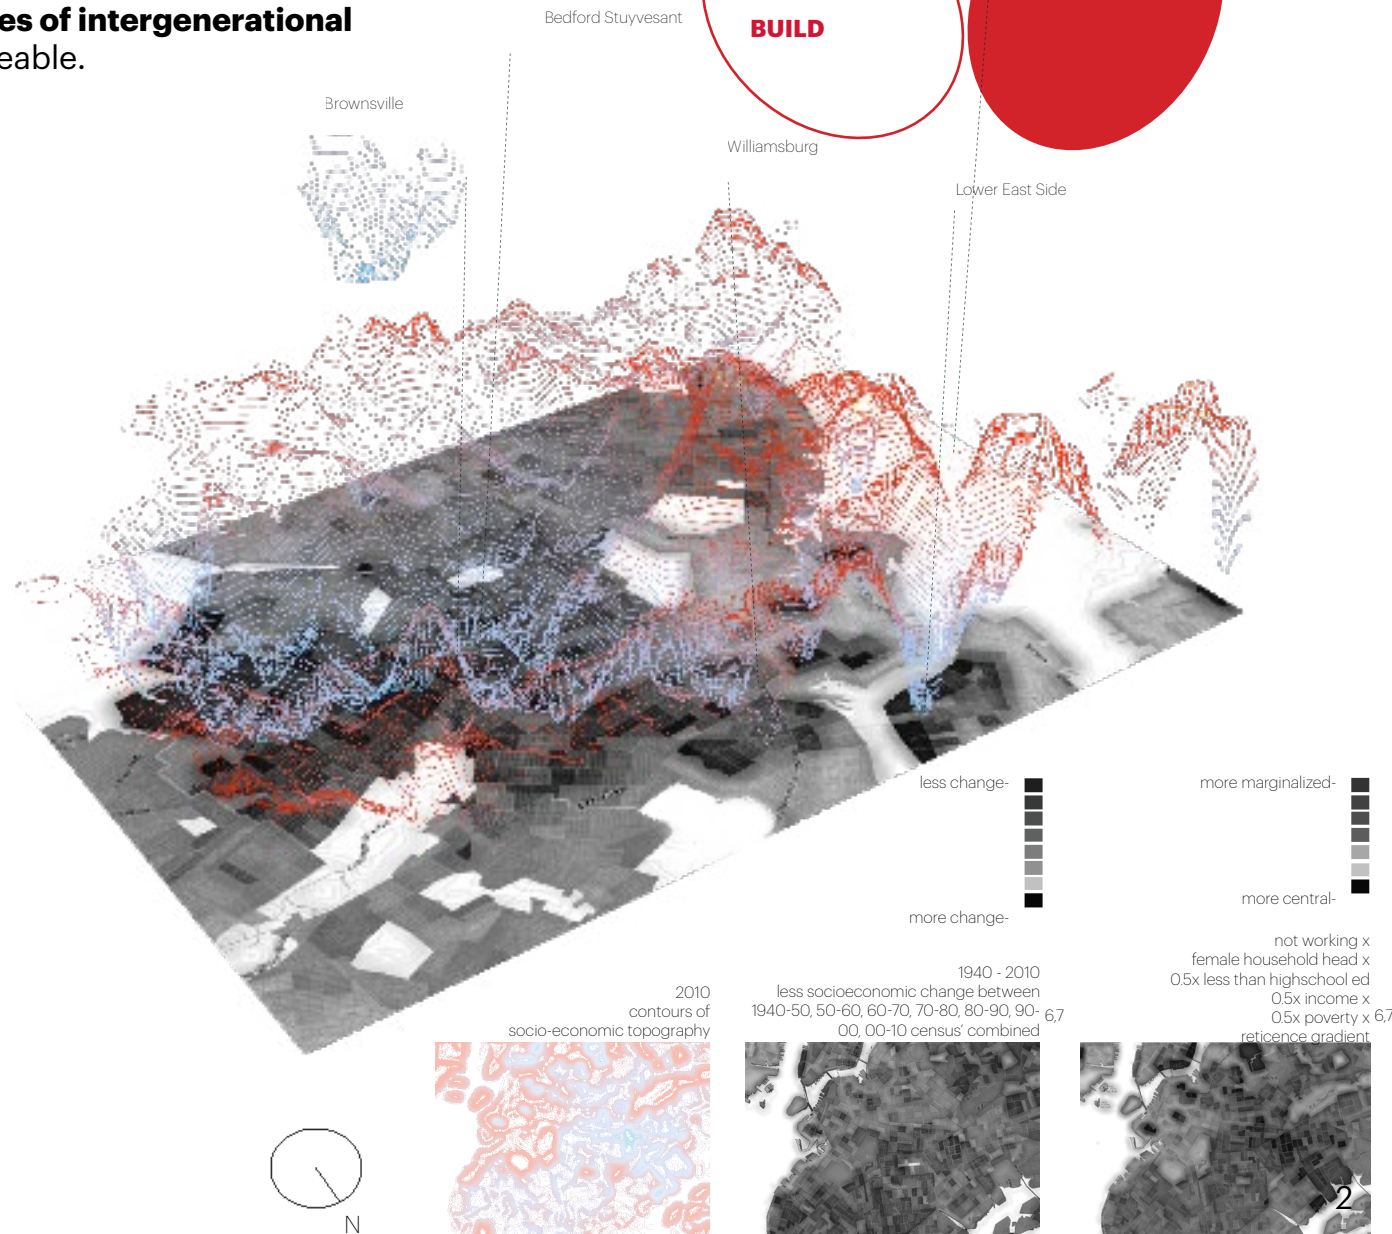 es of intergenerational
eable.
Bedford Stuyvesant
BUILD
Brownsville
Williamsburg
Lower East Side
less change-
more change-
more marginalized-
more central-
not working x
female household head x
0.5x less than highschool ed
0.5x income x
0.5x poverty x 6,7
reticence gradient
1940 - 2010
less socioeconomic change between
1940-50, 50-60, 60-70, 70-80, 80-90, 90- 6,7
00, 00-10 census' combined
2010
contours of
socio-economic topography
N
2